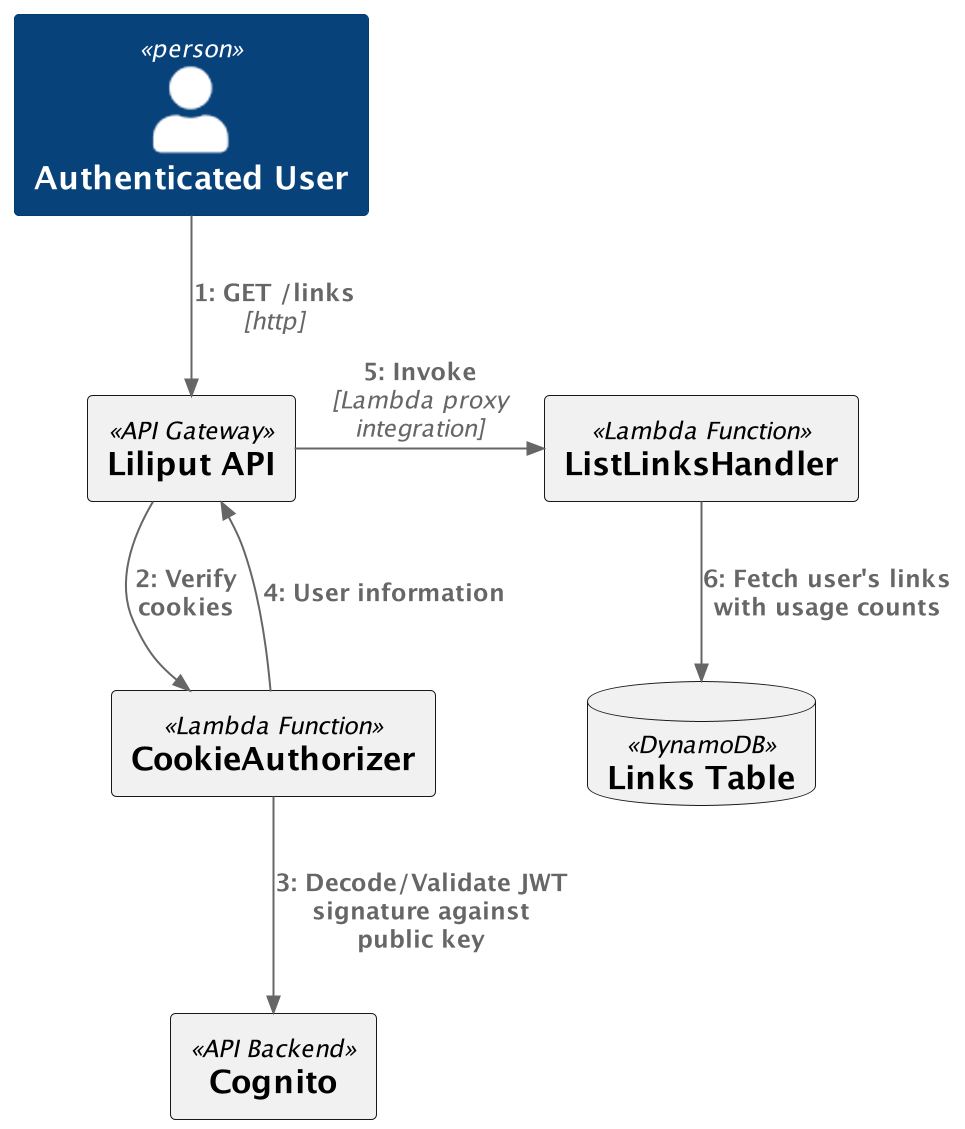 «person»
Authenticated User
1: GET /links
[http]
5: Invoke
[Lambda proxy
integration]
«API Gateway»
Liliput API
«Lambda Function»
ListLinksHandler
2: Verify
cookies
4: User information
6: Fetch user's links
with usage counts
«Lambda Function»
CookieAuthorizer
«DynamoDB»
Links Table
3: Decode/Validate JWT
signature against
public key
«API Backend»
Cognito